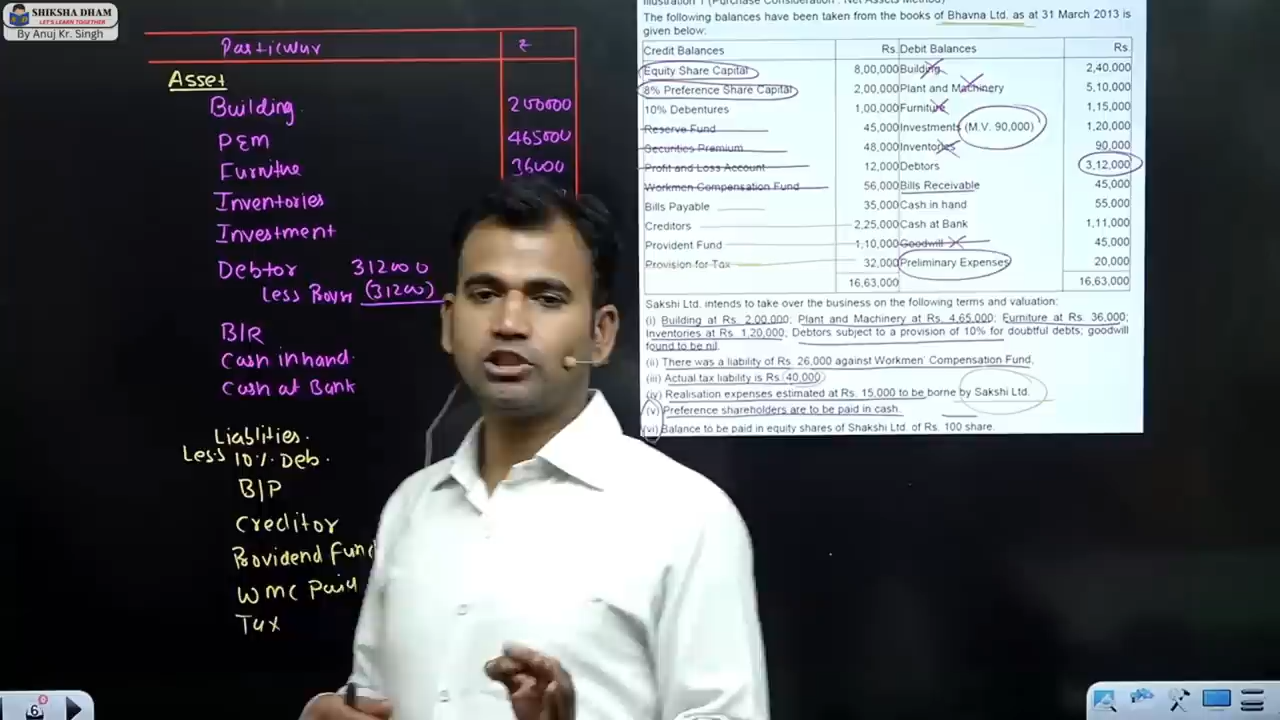 SHIKSHA DHAM
LET'S LEARN TOGETHER
By Anuj Kr. Singh
Particular ₹
Asset
Building 200000
P&M 465000
Furniture 36000
Inventories
Investment
Debtor 312000
Less (31200)
B/R
Cash in hand.
Cash at Bank
Liablities.
Less 10% Deb.
B/P
Creditor
Providend Fund
WMC Paid
Tax
Illustration 1 (Purchase Consideration : Net Assets Method)
The following balances have been taken from the books of Bhavna Ltd. as at 31 March 2013 is
given below:
Credit Balances Rs. Debit Balances Rs.
Equity Share Capital 8,00,000 Building 2,40,000
8% Preference Share Capital 2,00,000 Plant and Machinery 5,10,000
10% Debentures 1,00,000 Furniture 1,15,000
Reserve Fund 45,000 Investments (M.V. 90,000) 1,20,000
Securities Premium 48,000 Inventories 90,000
Profit and Loss Account 12,000 Debtors 3,12,000
Workmen Compensation Fund 56,000 Bills Receivable 45,000
Bills Payable 35,000 Cash in hand 55,000
Creditors 2,25,000 Cash at Bank 1,11,000
Provident Fund 1,10,000 Goodwill 45,000
Provision for Tax 32,000 Preliminary Expenses 20,000
16,63,000 16,63,000
Sakshi Ltd. intends to take over the business on the following terms and valuation:
(i) Building at Rs. 2,00,000; Plant and Machinery at Rs. 4,65,000; Furniture at Rs. 36,000;
Inventories at Rs. 1,20,000; Debtors subject to a provision of 10% for doubtful debts; goodwill
found to be nil.
(ii) There was a liability of Rs. 26,000 against Workmen' Compensation Fund,
(iii) Actual tax liability is Rs. 40,000
(iv) Realisation expenses estimated at Rs. 15,000 to be borne by Sakshi Ltd.
(v) Preference shareholders are to be paid in cash.
(vi) Balance to be paid in equity shares of Shakshi Ltd. of Rs. 100 share.
6